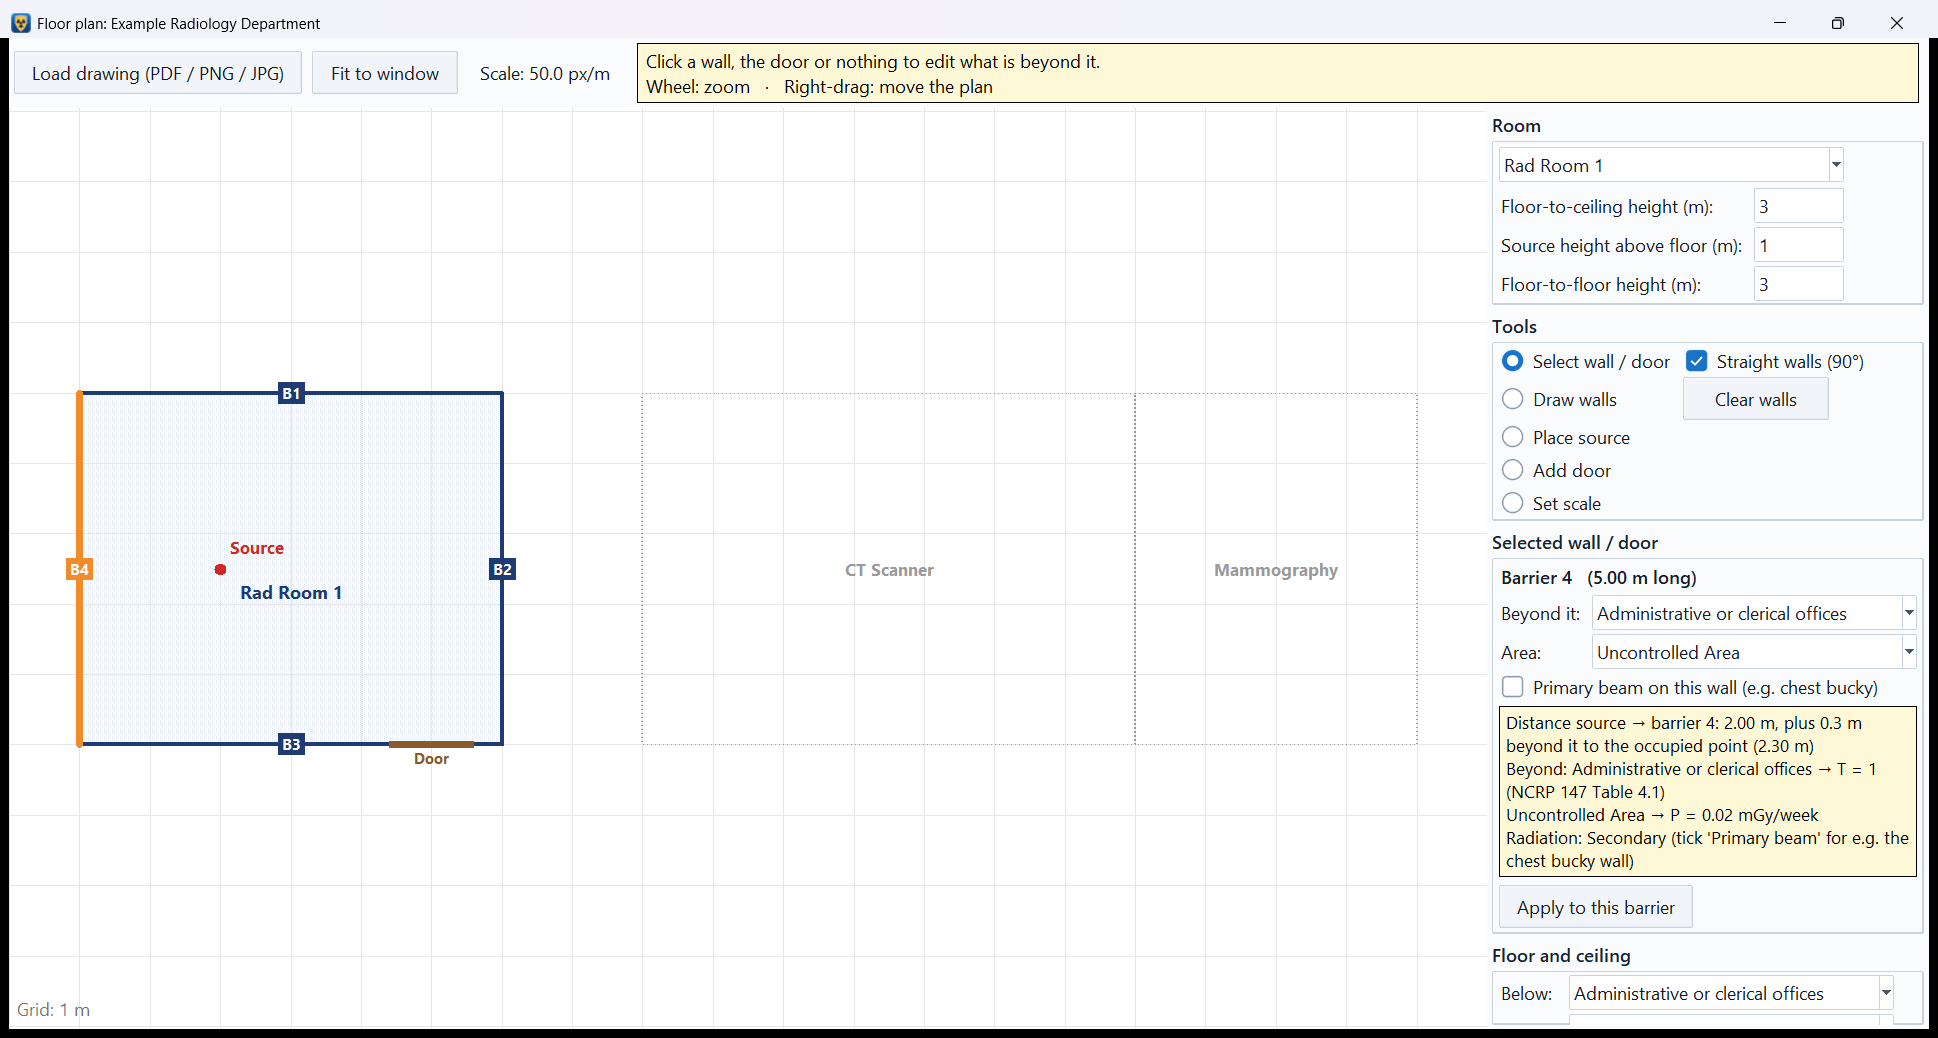 Floor plan: Example Radiology Department
Load drawing (PDF / PNG / JPG)
Fit to window
Scale: 50.0 px/m
Click a wall, the door or nothing to edit what is beyond it.
Wheel: zoom · Right-drag: move the plan
Room
Rad Room 1
Floor-to-ceiling height (m): 3
Source height above floor (m): 1
Floor-to-floor height (m): 3
Tools
Select wall / door
Straight walls (90°)
Draw walls
Clear walls
Place source
Add door
Set scale
Selected wall / door
Barrier 4 (5.00 m long)
Beyond it: Administrative or clerical offices
Area: Uncontrolled Area
Primary beam on this wall (e.g. chest bucky)
Distance source → barrier 4: 2.00 m, plus 0.3 m
beyond it to the occupied point (2.30 m)
Beyond: Administrative or clerical offices → T = 1
(NCRP 147 Table 4.1)
Uncontrolled Area → P = 0.02 mGy/week
Radiation: Secondary (tick 'Primary beam' for e.g. the
chest bucky wall)
Apply to this barrier
Floor and ceiling
Below: Administrative or clerical offices
B1
Source
B4
Rad Room 1
B2
B3
Door
CT Scanner
Mammography
Grid: 1 m